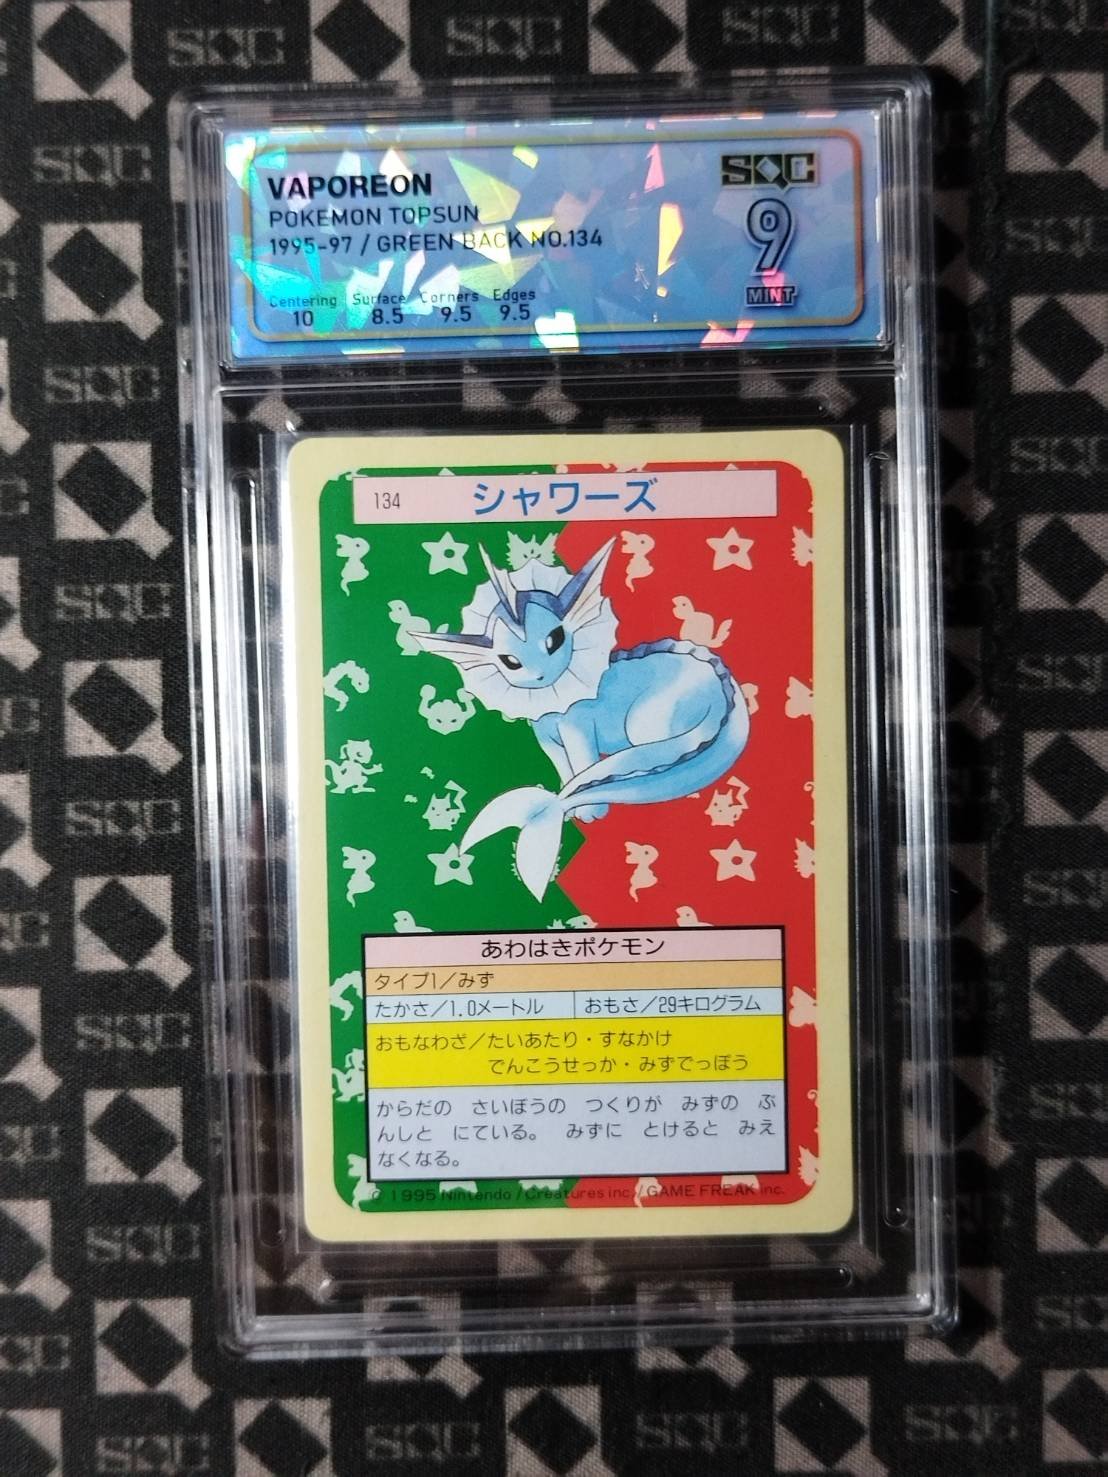 VAPOREON
POKEMON TOPSUN
1995-97 / GREEN BACK NO.134
Centering Surface Corners Edges
10 8.5 9.5 9.5
SQC
9
MINT
134 シャワーズ
あわはきポケモン
タイプ1/みず
たかさ/1.0メートル おもさ/29キログラム
おもなわざ/たいあたり・すなかけ
でんこうせっか・みずでっぽう
からだの さいぼうの つくりが みずの ぶ
んしと にている。 みずに とけると みえ
なくなる。
© 1995 Nintendo / Creatures inc. / GAME FREAK inc.